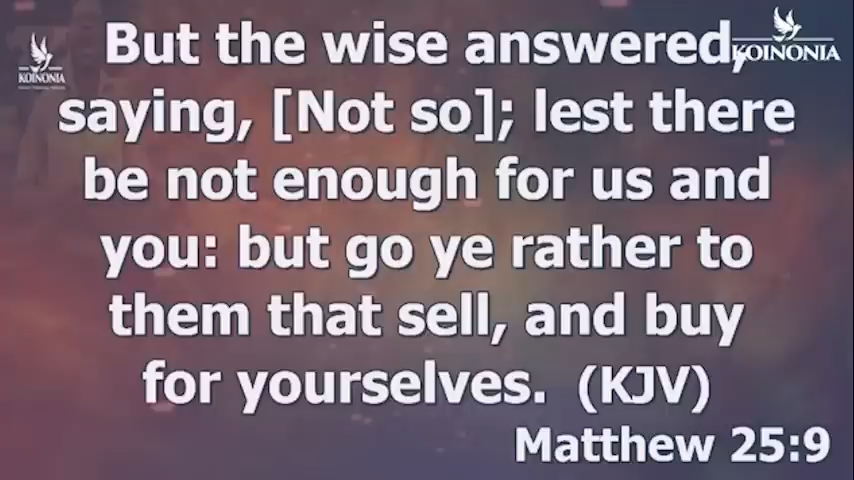 But the wise answered,
KOINONIA
KOINONIA
saying, [Not so]; lest there
be not enough for us and
you: but go ye rather to
them that sell, and buy
for yourselves. (KJV)
Matthew 25:9